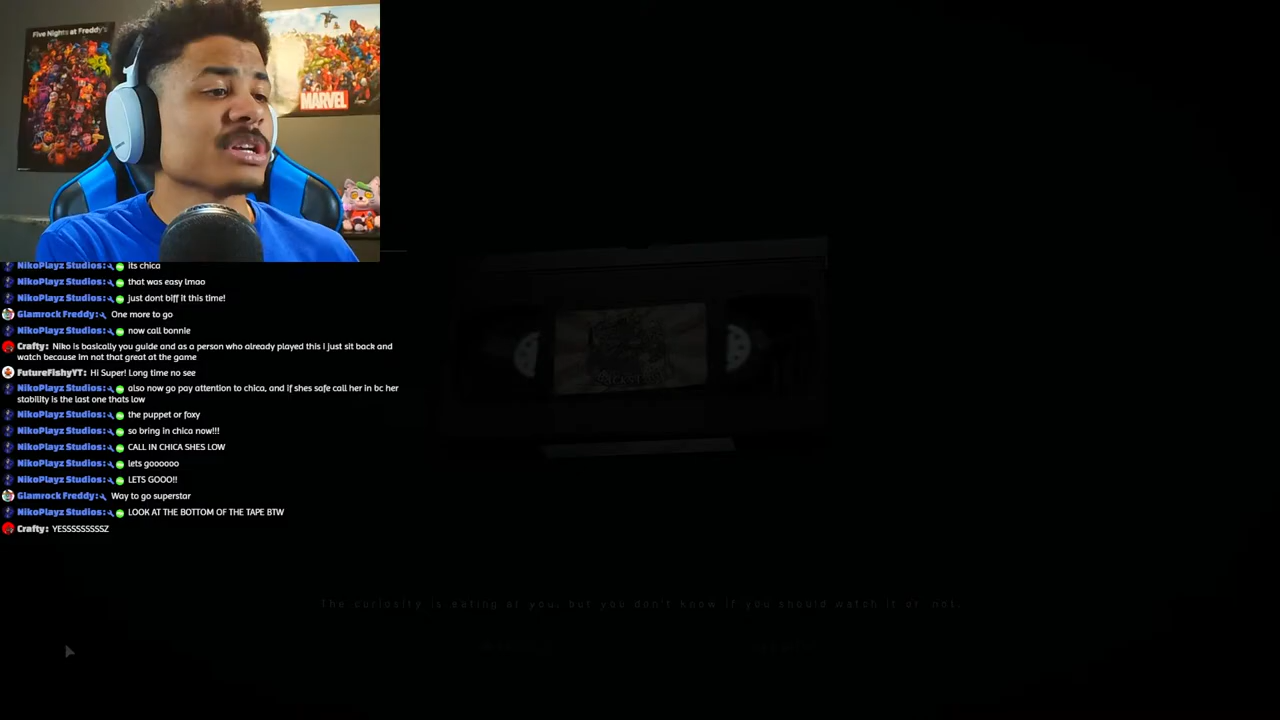 Five Nights at Freddy's
MARVEL
NikoPlayz Studios: its chica
NikoPlayz Studios: that was easy lmao
NikoPlayz Studios: just dont biff it this time!
Glamrock Freddy: One more to go
NikoPlayz Studios: now call bonnie
Crafty: Niko is basically you guide and as a person who already played this i just sit back and
watch because im not that great at the game
FutureFishyYT: Hi Super! Long time no see
NikoPlayz Studios: also now go pay attention to chica, and if shes safe call her in bc her
stability is the last one thats low
NikoPlayz Studios: the puppet or foxy
NikoPlayz Studios: so bring in chica now!!!
NikoPlayz Studios: CALL IN CHICA SHES LOW
NikoPlayz Studios: lets goooooo
NikoPlayz Studios: LETS GOOO!!
Glamrock Freddy: Way to go superstar
NikoPlayz Studios: LOOK AT THE BOTTOM OF THE TAPE BTW
Crafty: YESSSSSSSSSZ
The curiosity is eating at you, but you don't know if you should watch it or not.